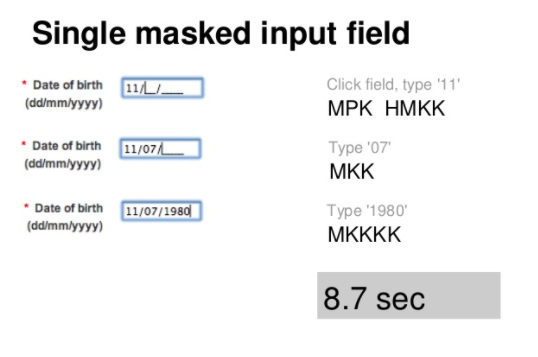 Single masked input field
* Date of birth
(dd/mm/yyyy)
11/__/____
Click field, type '11'
MPK HMKK
* Date of birth
(dd/mm/yyyy)
11/07/____
Type '07'
MKK
* Date of birth
(dd/mm/yyyy)
11/07/1980
Type '1980'
MKKKK
8.7 sec